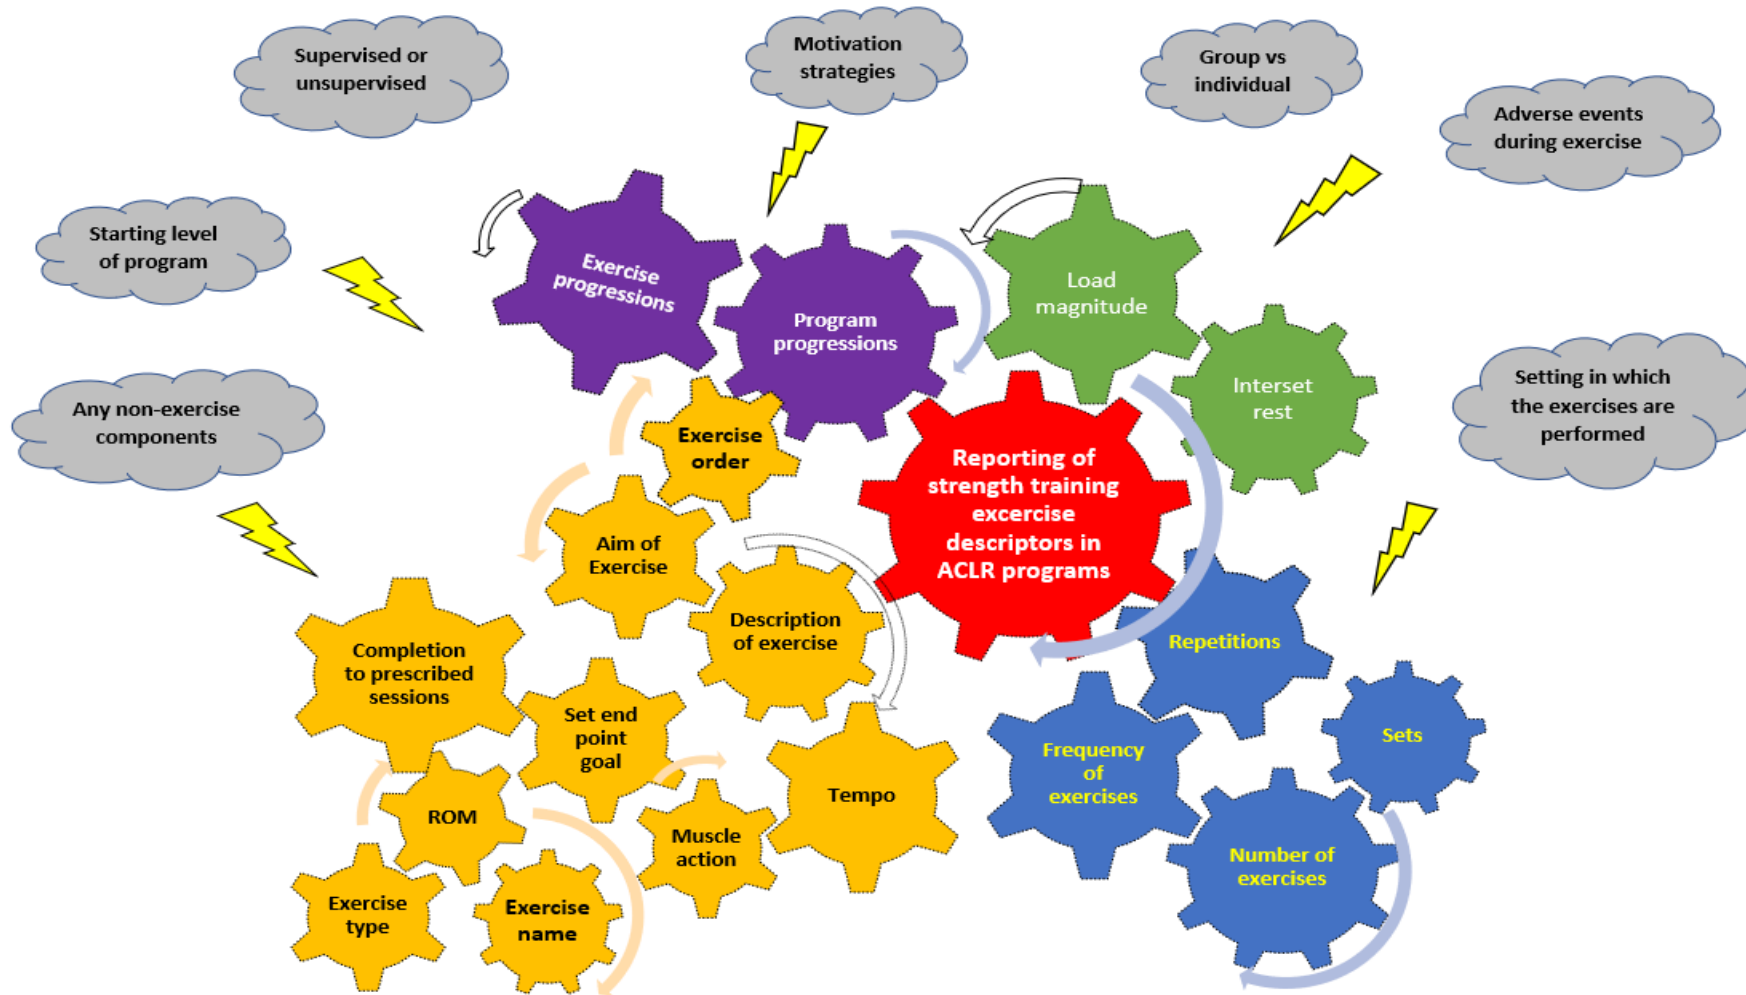 Supervised or
unsupervised
Motivation
strategies
Group vs
individual
Adverse events
during exercise
Starting level
of program
Exercise
progressions
Program
progressions
Load
magnitude
Interset
rest
Setting in which
the exercises are
performed
Any non-exercise
components
Exercise
order
Reporting of
strength training
excercise
descriptors in
ACLR programs
Aim of
Exercise
Description
of exercise
Completion
to prescribed
sessions
Set end
point
goal
Tempo
Repetitions
Sets
Frequency
of
exercises
Number of
exercises
ROM
Muscle
action
Exercise
type
Exercise
name